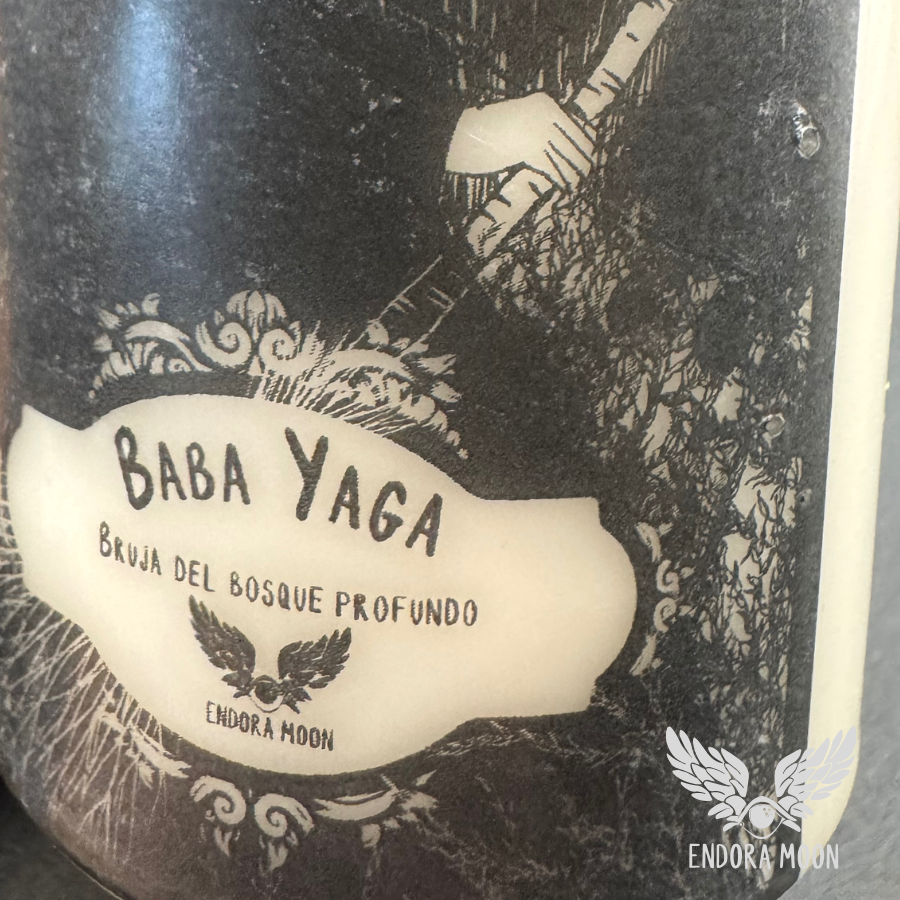 BABA YAGA
BRUJA DEL BOSQUE PROFUNDO
ENDORA MOON
ENDORA MOON